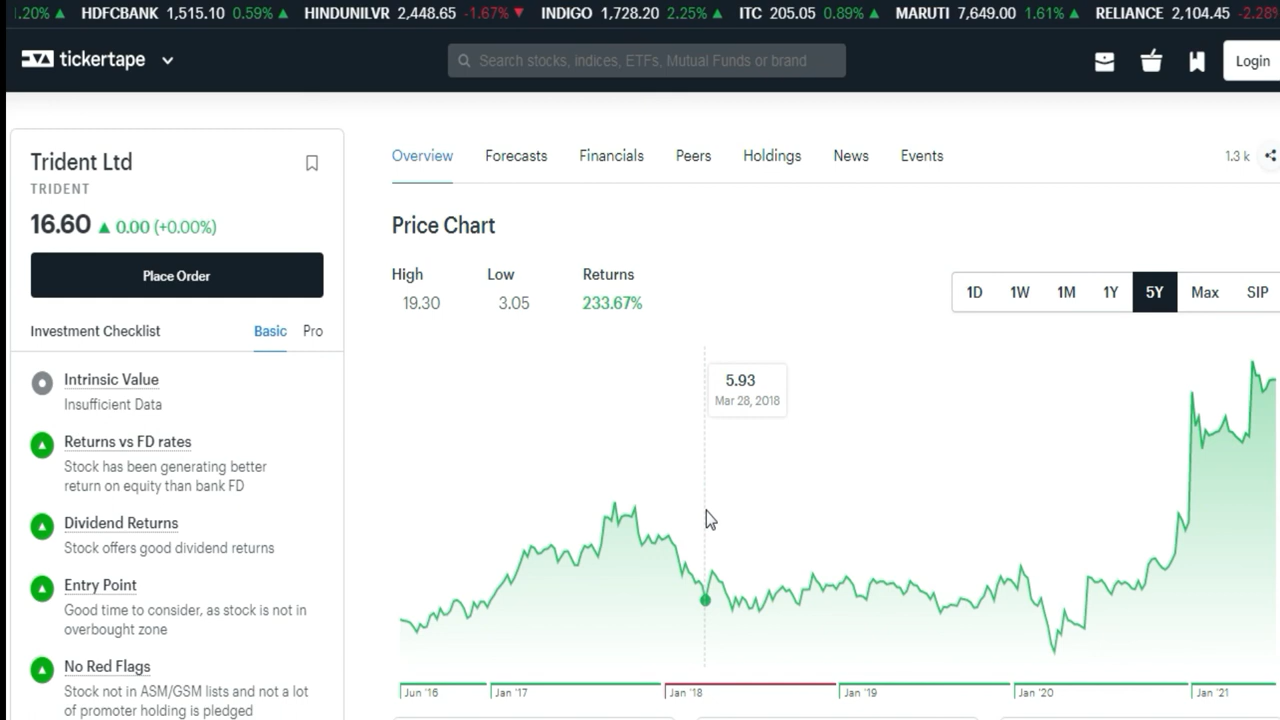 .20% ▲ HDFCBANK 1,515.10 0.59% ▲ HINDUNILVR 2,448.65 -1.67% ▼ INDIGO 1,728.20 2.25% ▲ ITC 205.05 0.89% ▲ MARUTI 7,649.00 1.61% ▲ RELIANCE 2,104.45 -2.28%
tickertape
Search stocks, indices, ETFs, Mutual Funds or brand
Login
Trident Ltd
TRIDENT
16.60 ▲ 0.00 (+0.00%)
Place Order
Investment Checklist Basic Pro
Intrinsic Value
Insufficient Data
Returns vs FD rates
Stock has been generating better
return on equity than bank FD
Dividend Returns
Stock offers good dividend returns
Entry Point
Good time to consider, as stock is not in
overbought zone
No Red Flags
Stock not in ASM/GSM lists and not a lot
of promoter holding is pledged
Overview Forecasts Financials Peers Holdings News Events 1.3 k
Price Chart
High Low Returns
19.30 3.05 233.67%
1D 1W 1M 1Y 5Y Max SIP
5.93
Mar 28, 2018
Jun '16 Jan '17 Jan '18 Jan '19 Jan '20 Jan '21